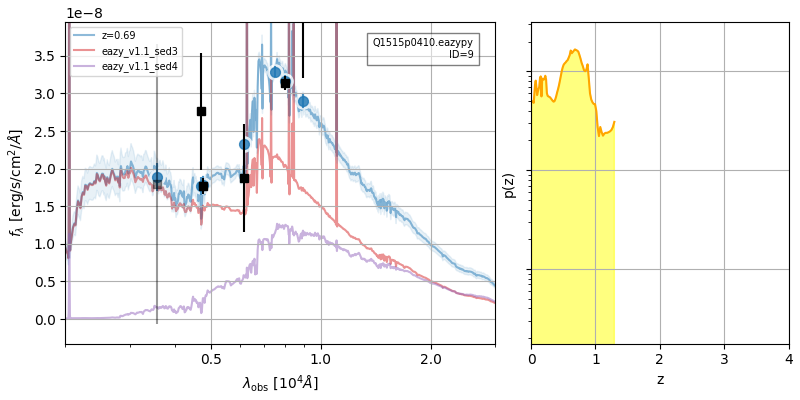 1e−8
z=0.69
eazy_v1.1_sed3
eazy_v1.1_sed4
Q1515p0410.eazypy
ID=9
3.5
3.0
2.5
2.0
1.5
1.0
0.5
0.0
fλ [erg/s/cm²/Å]
0.5
1.0
2.0
λobs [10⁴Å]
p(z)
0
1
2
3
4
z